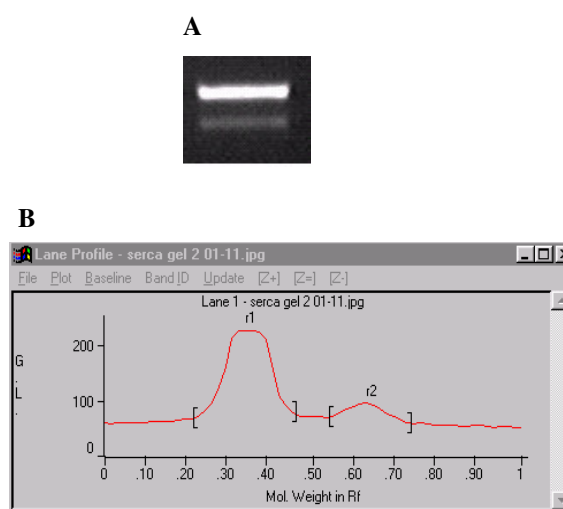 A
B
Lane Profile - serca gel 2 01-11.jpg
File Plot Baseline Band ID Update [Z+] [Z=] [Z-]
Lane 1 - serca gel 2 01-11.jpg
r1
200
G
r2
100
L
.
0
0 .10 .20 .30 .40 .50 .60 .70 .80 .90 1
Mol. Weight in Rf